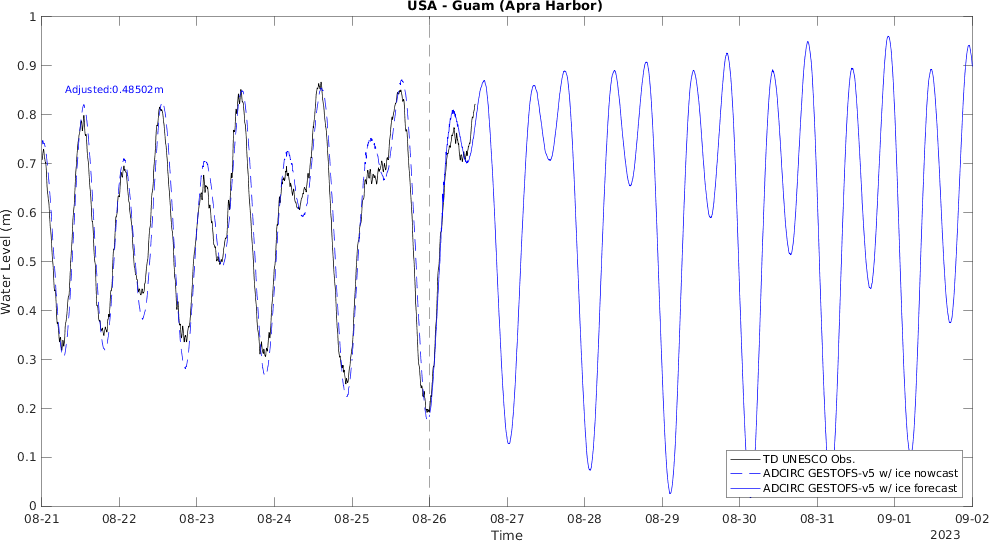 USA - Guam (Apra Harbor)
1
0.9
0.8
0.7
0.6
0.5
0.4
0.3
0.2
0.1
0
Water Level (m)
Adjusted:0.48502m
TD UNESCO Obs.
ADCIRC GESTOFS-v5 w/ ice nowcast
ADCIRC GESTOFS-v5 w/ ice forecast
08-21 08-22 08-23 08-24 08-25 08-26 08-27 08-28 08-29 08-30 08-31 09-01 09-02
Time
2023